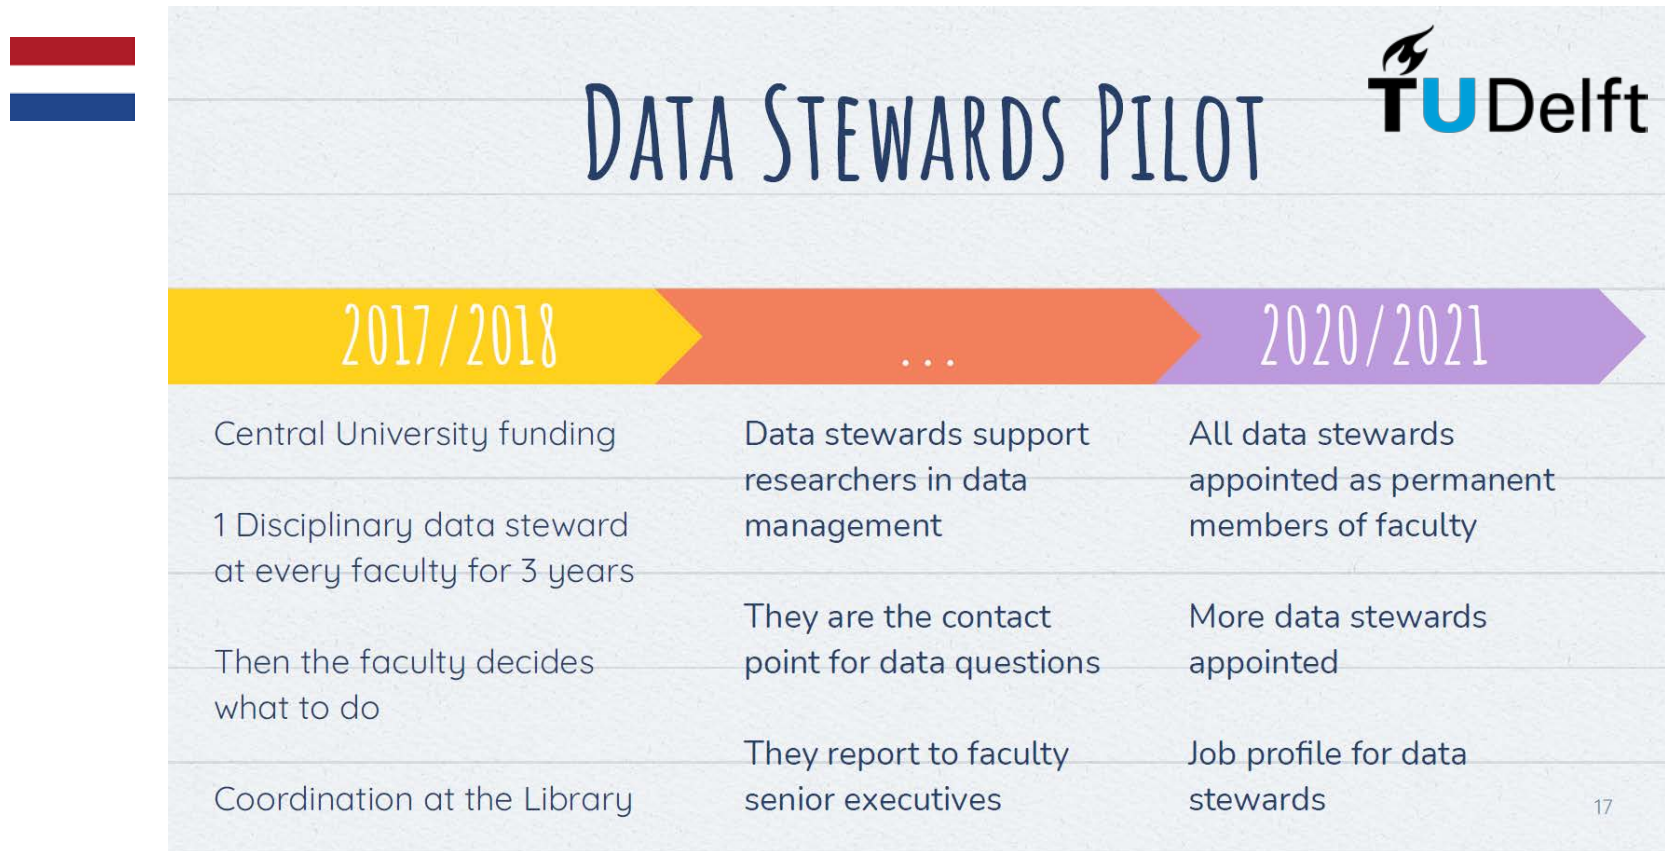 DATA STEWARDS PILOT
TU Delft
2017/2018
Central University funding
1 Disciplinary data steward
at every faculty for 3 years
Then the faculty decides
what to do
Coordination at the Library
...
Data stewards support
researchers in data
management
They are the contact
point for data questions
They report to faculty
senior executives
2020/2021
All data stewards
appointed as permanent
members of faculty
More data stewards
appointed
Job profile for data
stewards
17